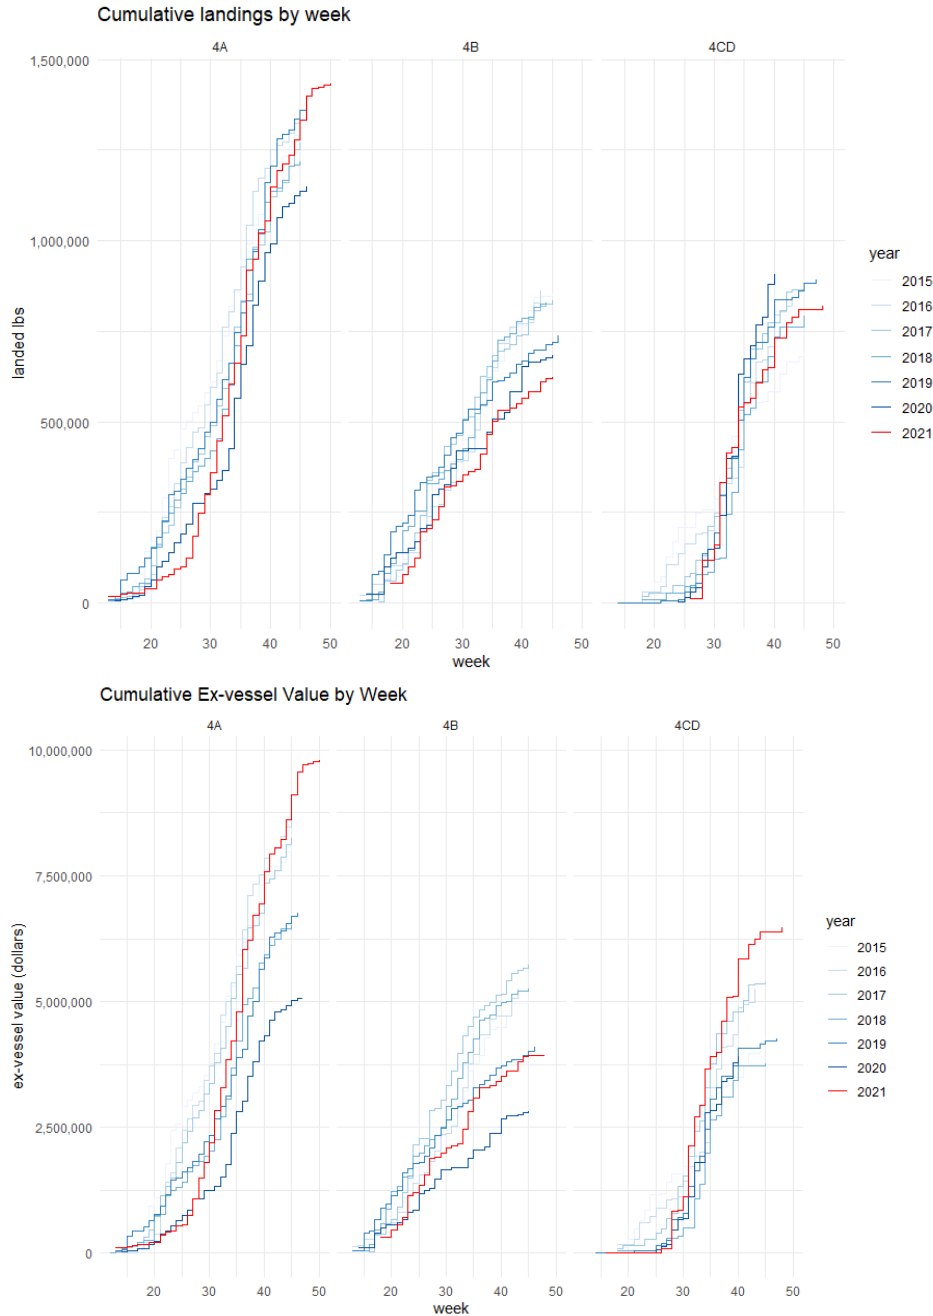 Cumulative landings by week
4A 4B 4CD
1,500,000
1,000,000
500,000
0
landed lbs
20 30 40 50 20 30 40 50 20 30 40 50
week
year
2015
2016
2017
2018
2019
2020
2021
Cumulative Ex-vessel Value by Week
4A 4B 4CD
10,000,000
7,500,000
5,000,000
2,500,000
0
ex-vessel value (dollars)
20 30 40 50 20 30 40 50 20 30 40 50
week
year
2015
2016
2017
2018
2019
2020
2021